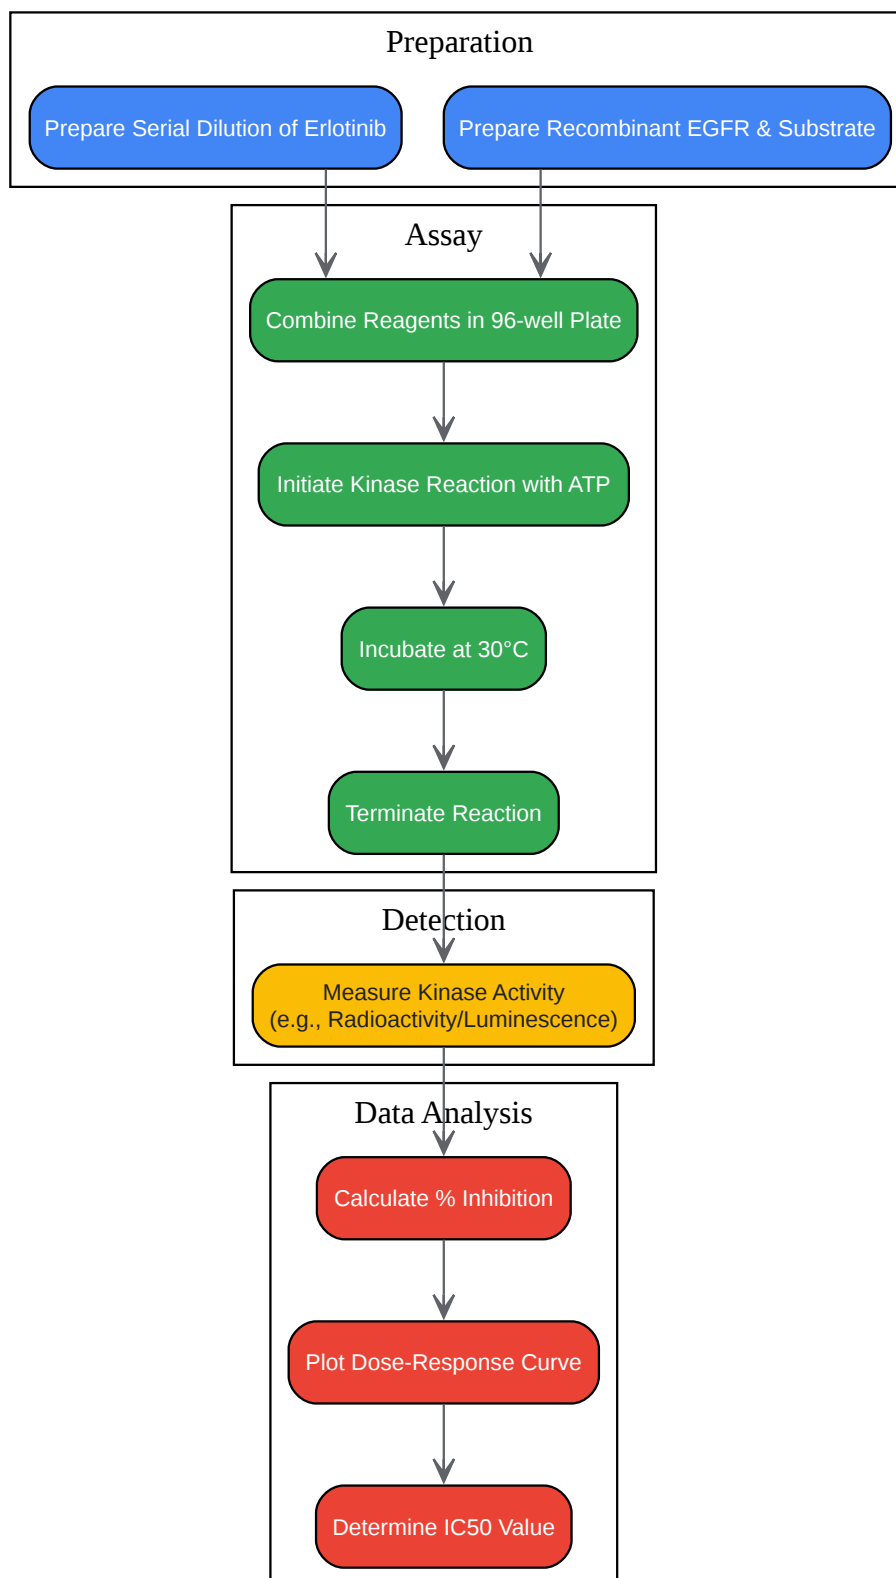 Preparation
Prepare Serial Dilution of Erlotinib
Prepare Recombinant EGFR & Substrate
Assay
Combine Reagents in 96-well Plate
Initiate Kinase Reaction with ATP
Incubate at 30°C
Terminate Reaction
Detection
Measure Kinase Activity
(e.g., Radioactivity/Luminescence)
Data Analysis
Calculate % Inhibition
Plot Dose-Response Curve
Determine IC50 Value